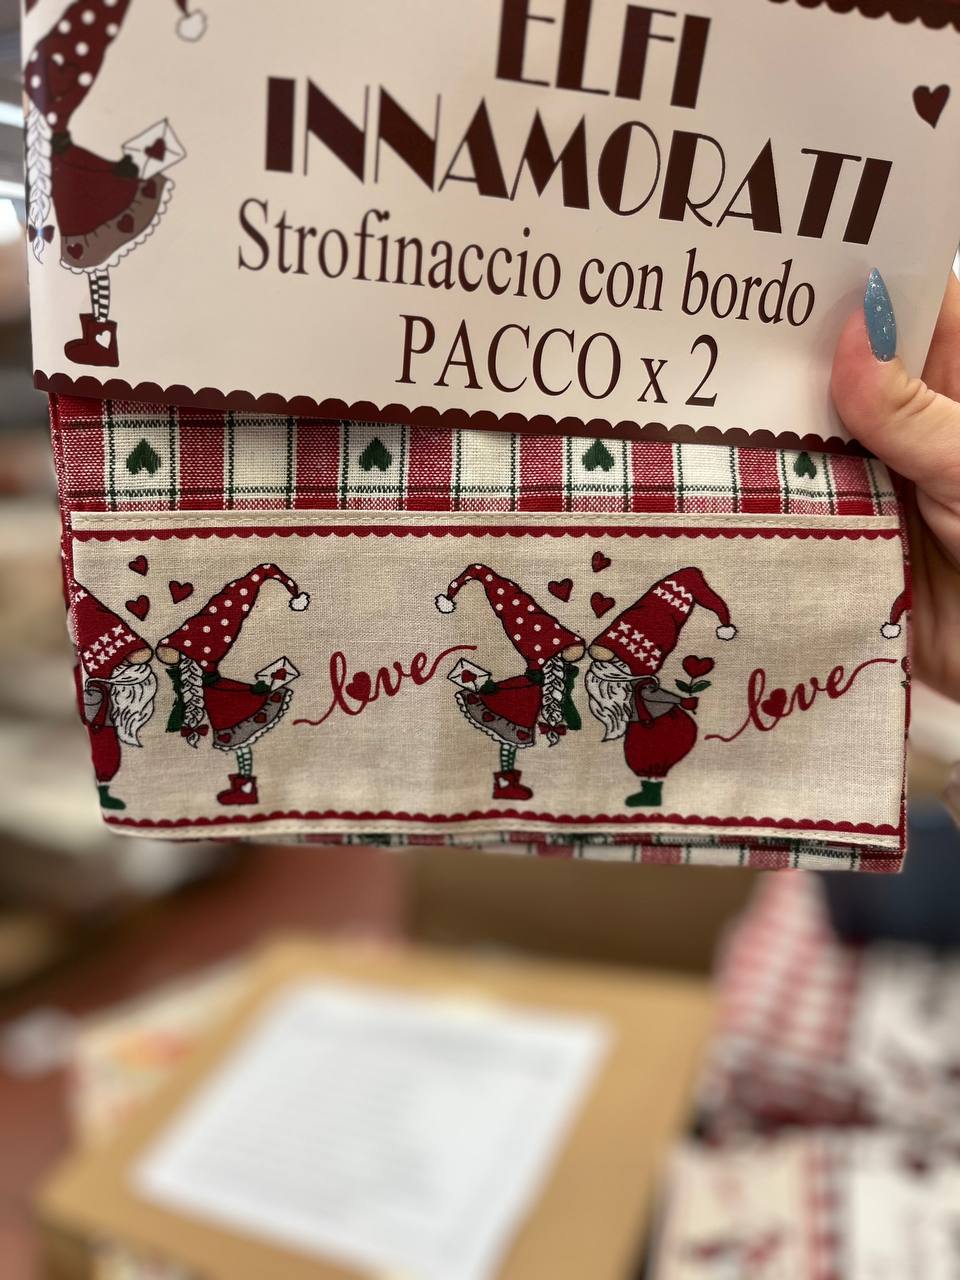 ELFI
INNAMORATI
Strofinaccio con bordo
PACCO x 2
love
love